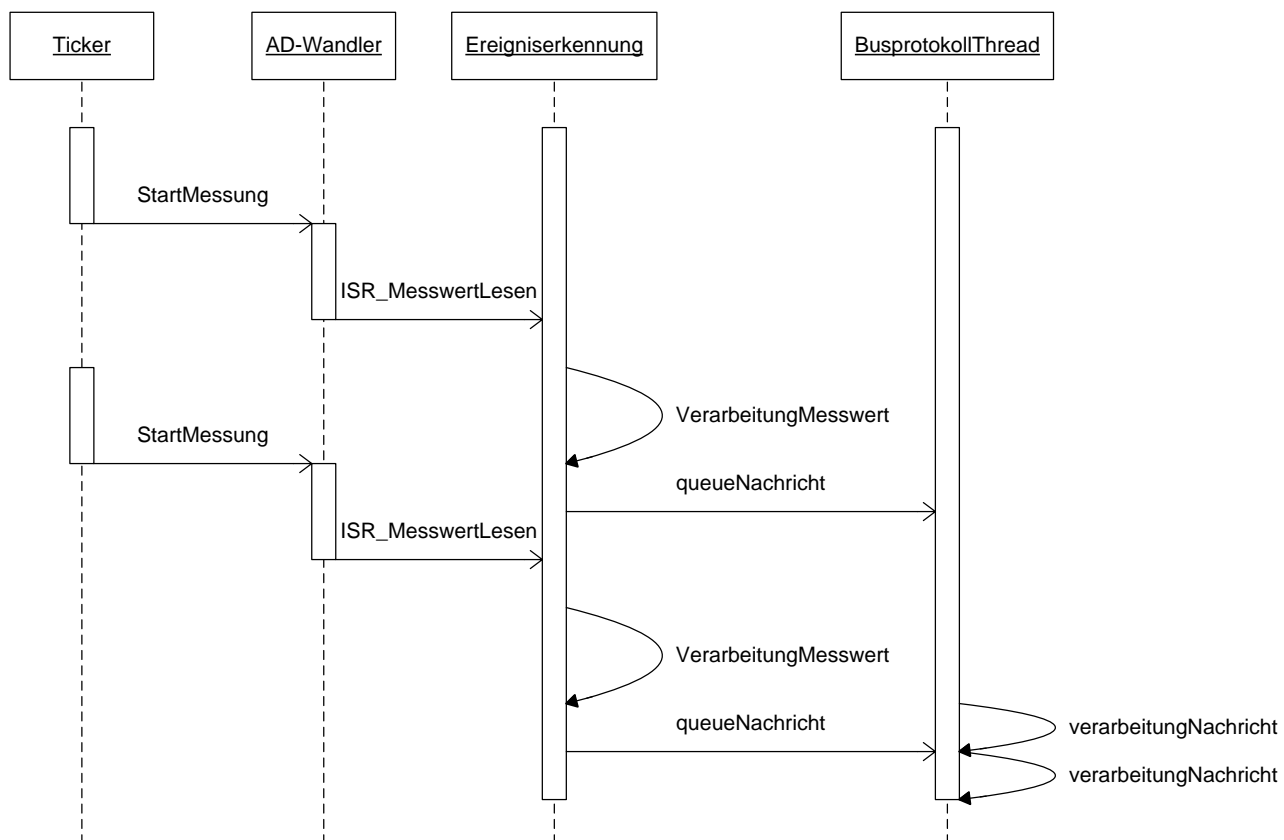 Ticker
AD-Wandler
Ereigniserkennung
BusprotokollThread
StartMessung
ISR_MesswertLesen
VerarbeitungMesswert
StartMessung
queueNachricht
ISR_MesswertLesen
VerarbeitungMesswert
queueNachricht
verarbeitungNachricht
verarbeitungNachricht